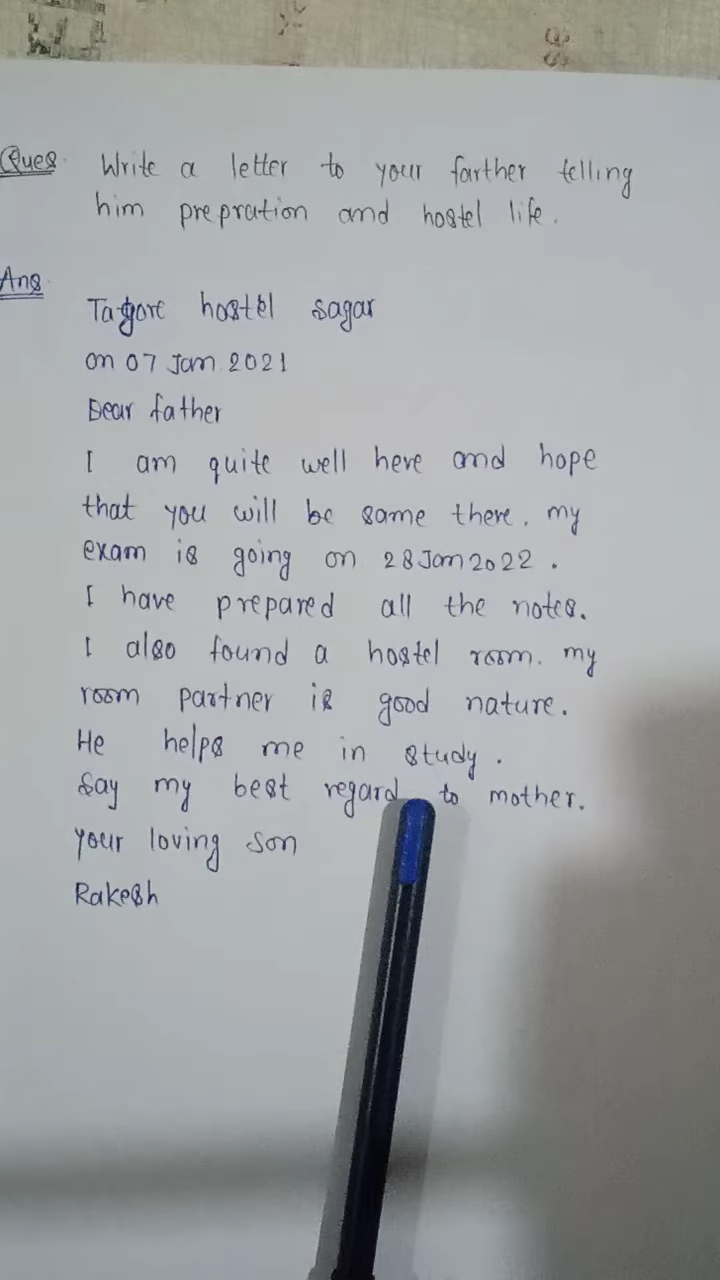 Ques. Write a letter to your farther telling
him prepration and hostel life.
Ans
Tagore hostel sagar
on 07 Jan 2021
Dear father
I am quite well here and hope
that you will be same there. my
exam is going on 28 Jan 2022.
I have prepared all the notes.
I also found a hostel room. my
room partner is good nature.
He helps me in study.
Say my best regard to mother.
your loving son
Rakesh